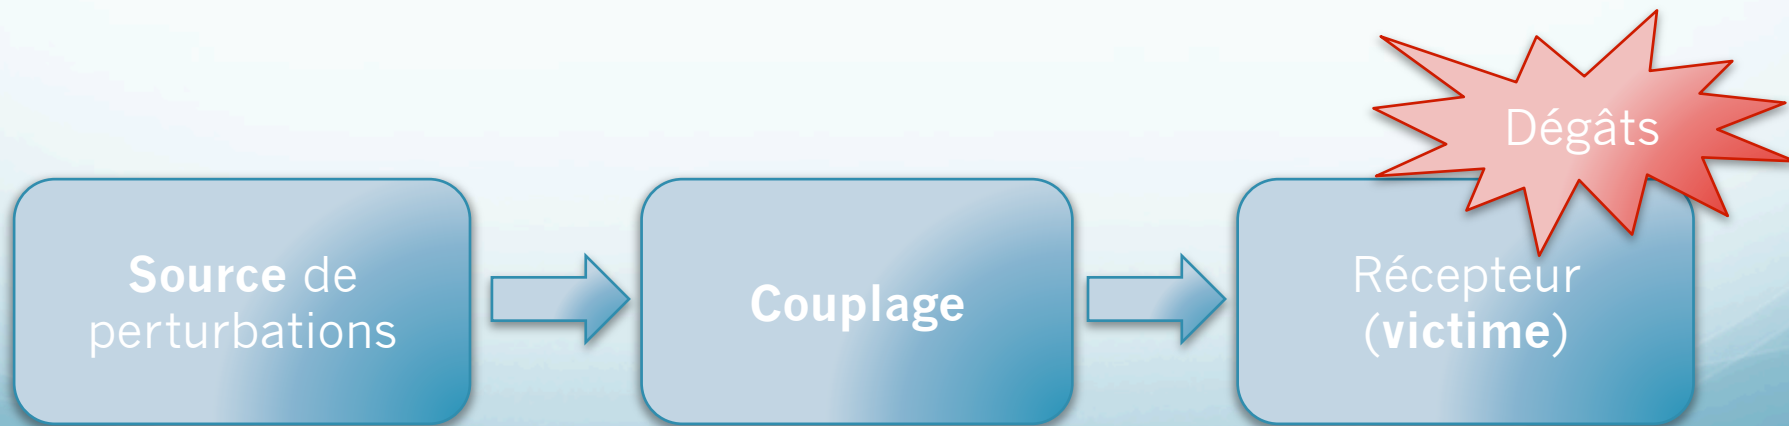 Dégâts
Source de
perturbations
Couplage
Récepteur
(victime)